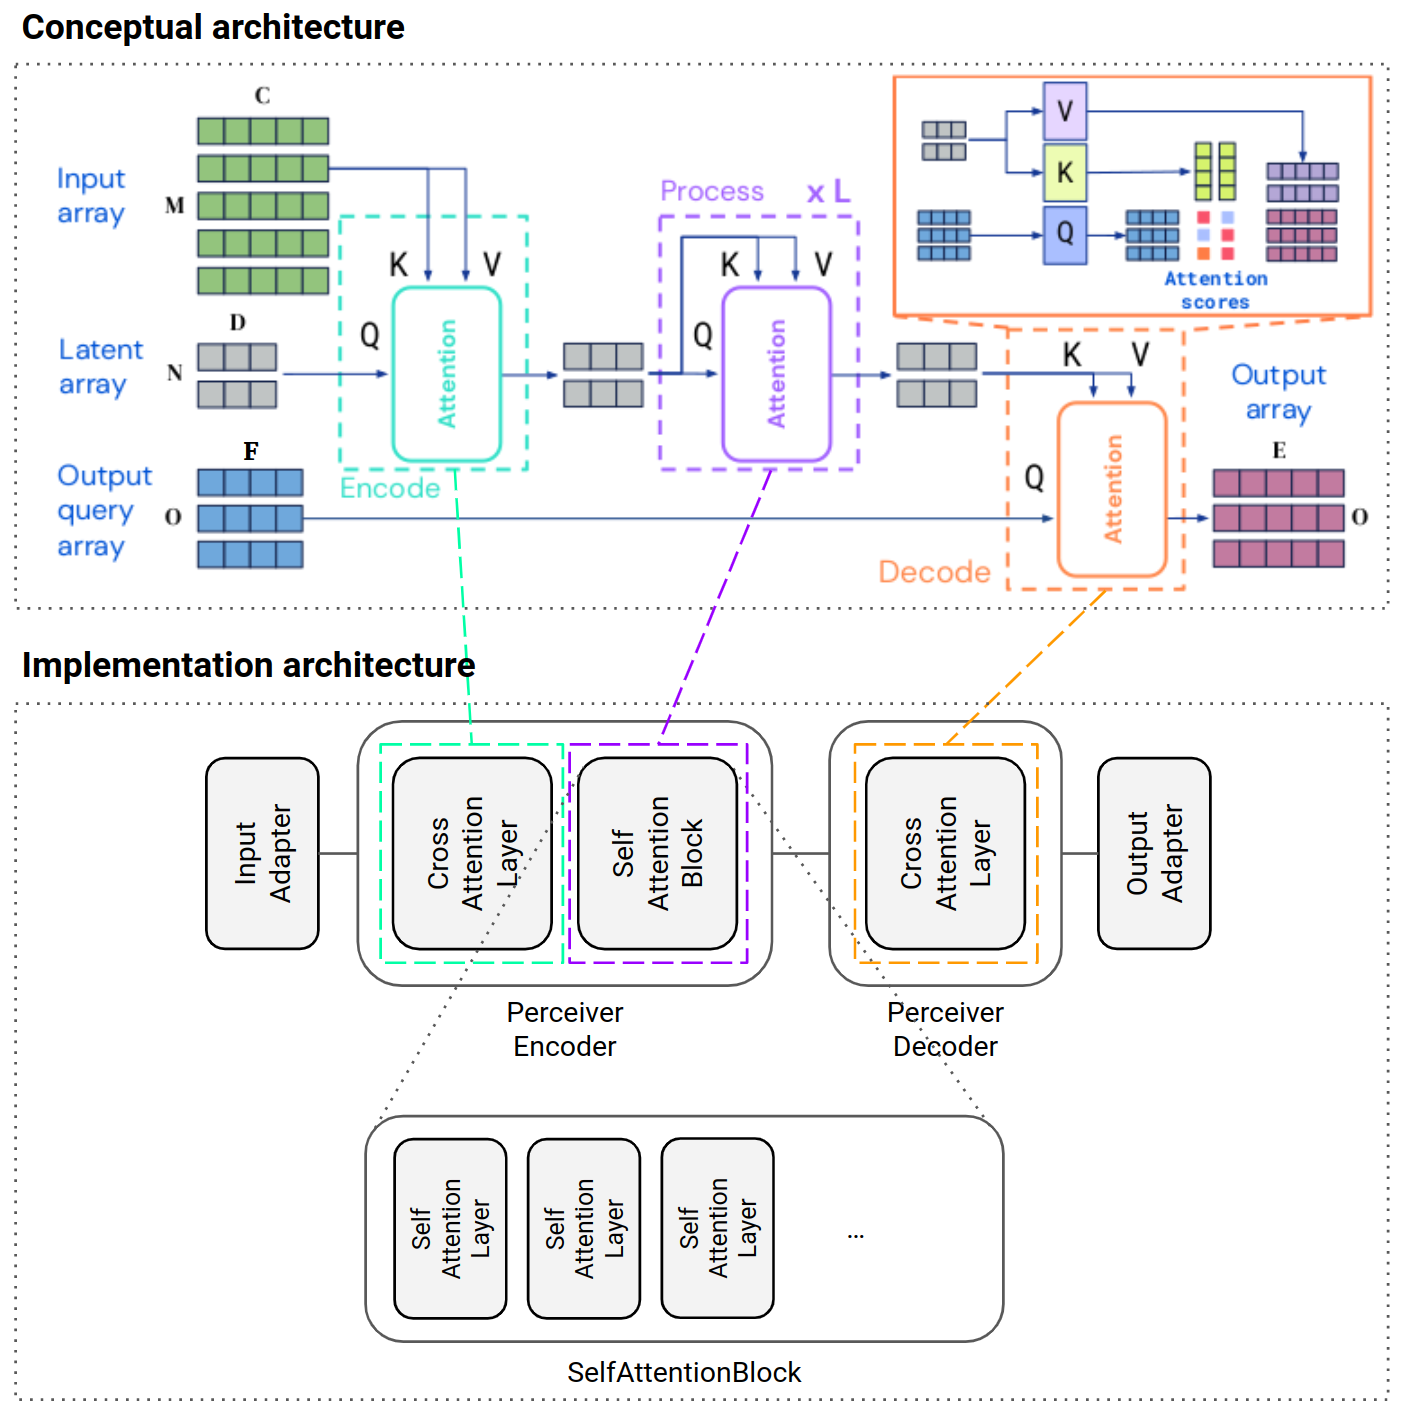 Conceptual architecture
C
Input
array
M
K
V
Encode
D
Latent
array
N
Q
Attention
F
Output
query
array
O
Process
x L
K
V
Q
Attention
V
K
Q
Attention
scores
K
V
Q
Attention
Decode
Output
array
E
O
Implementation architecture
Input
Adapter
Cross
Attention
Layer
Self
Attention
Block
Perceiver
Encoder
Cross
Attention
Layer
Perceiver
Decoder
Output
Adapter
Self
Attention
Layer
Self
Attention
Layer
Self
Attention
Layer
...
SelfAttentionBlock